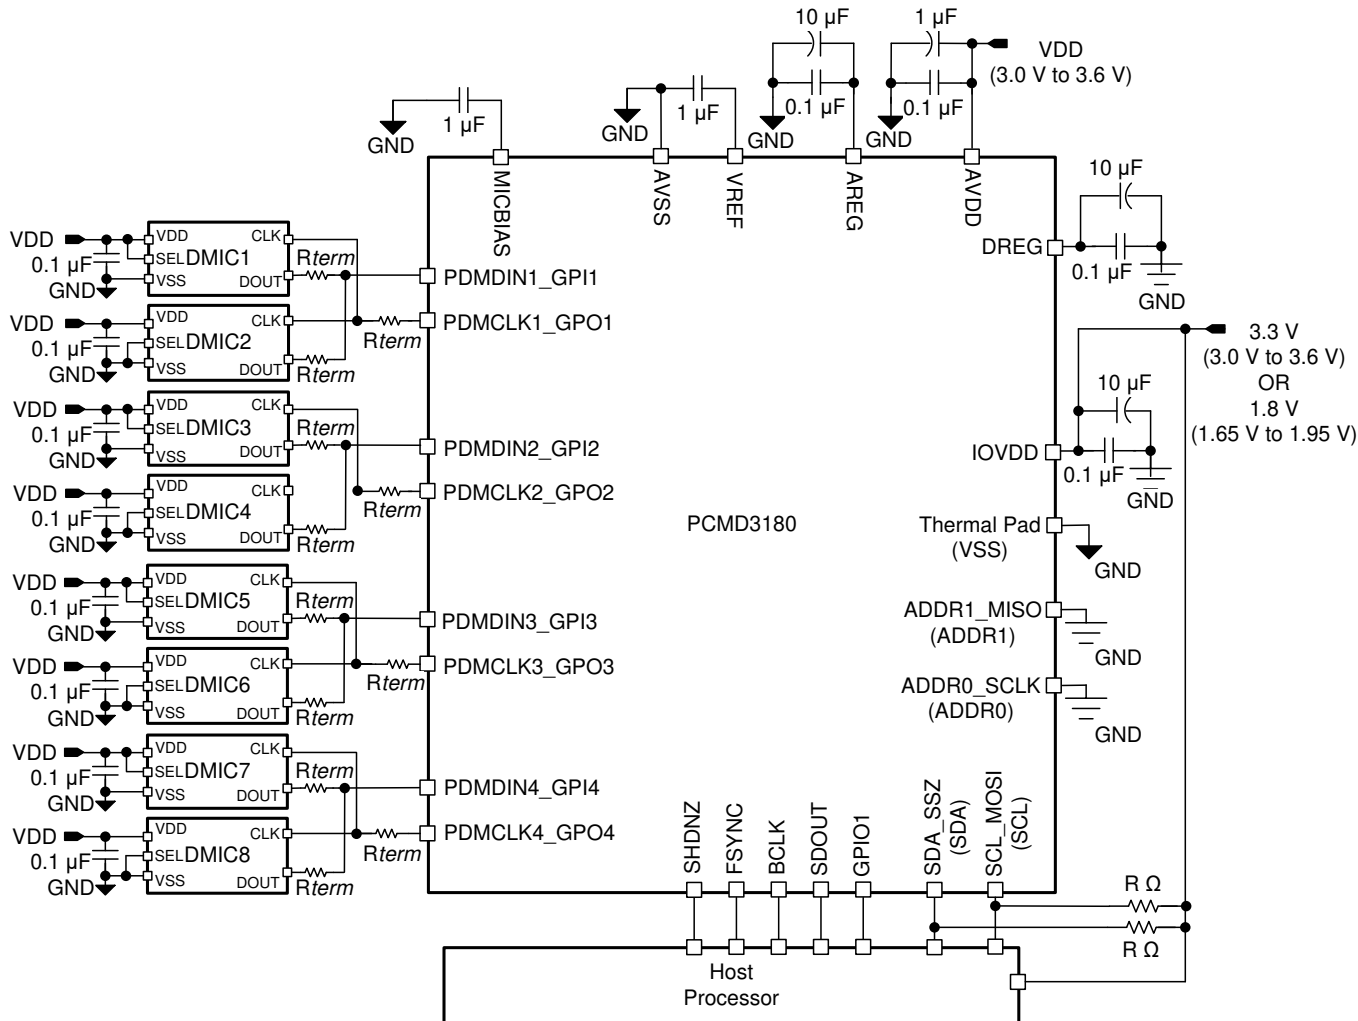 10 µF
1 µF
VDD
(3.0 V to 3.6 V)
0.1 µF
0.1 µF
1 µF
1 µF
GND
GND
GND
GND
MICBIAS
AVSS
VREF
AREG
AVDD
10 µF
DREG
0.1 µF
GND
VDD
0.1 µF
GND
VDD
SEL
VSS
DMIC1
CLK
DOUT
Rterm
PDMDIN1_GPI1
VDD
0.1 µF
GND
VDD
SEL
VSS
DMIC2
CLK
DOUT
Rterm
Rterm
PDMCLK1_GPO1
3.3 V
(3.0 V to 3.6 V)
OR
1.8 V
(1.65 V to 1.95 V)
10 µF
IOVDD
0.1 µF
GND
VDD
0.1 µF
GND
VDD
SEL
VSS
DMIC3
CLK
DOUT
Rterm
PDMDIN2_GPI2
VDD
0.1 µF
GND
VDD
SEL
VSS
DMIC4
CLK
DOUT
Rterm
Rterm
PDMCLK2_GPO2
PCMD3180
Thermal Pad
(VSS)
GND
VDD
0.1 µF
GND
VDD
SEL
VSS
DMIC5
CLK
DOUT
Rterm
PDMDIN3_GPI3
ADDR1_MISO
(ADDR1)
GND
VDD
0.1 µF
GND
VDD
SEL
VSS
DMIC6
CLK
DOUT
Rterm
Rterm
PDMCLK3_GPO3
ADDR0_SCLK
(ADDR0)
GND
VDD
0.1 µF
GND
VDD
SEL
VSS
DMIC7
CLK
DOUT
Rterm
PDMDIN4_GPI4
VDD
0.1 µF
GND
VDD
SEL
VSS
DMIC8
CLK
DOUT
Rterm
Rterm
PDMCLK4_GPO4
SHDNZ
FSYNC
BCLK
SDOUT
GPIO1
SDA_SSZ
(SDA)
SCL_MOSI
(SCL)
R Ω
R Ω
Host
Processor